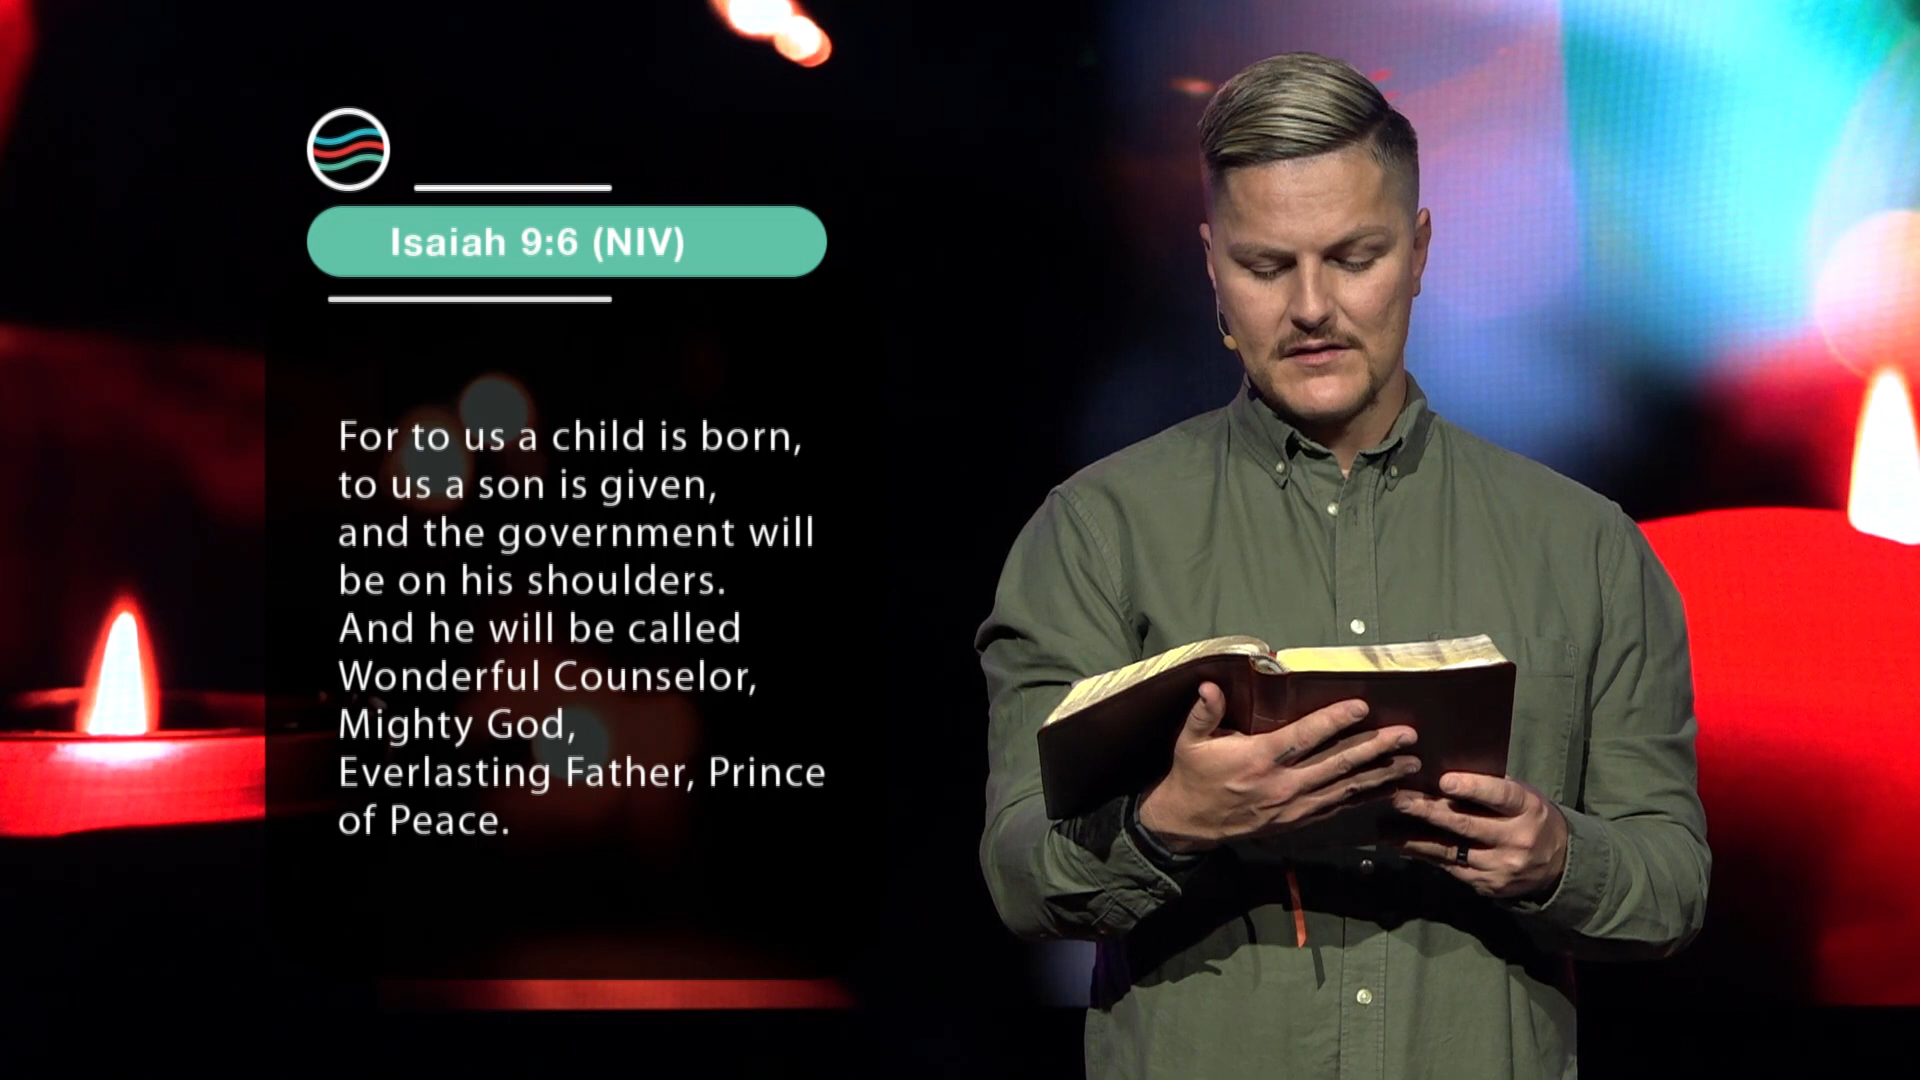 Isaiah 9:6 (NIV)
For to us a child is born,
to us a son is given,
and the government will
be on his shoulders.
And he will be called
Wonderful Counselor,
Mighty God,
Everlasting Father, Prince
of Peace.